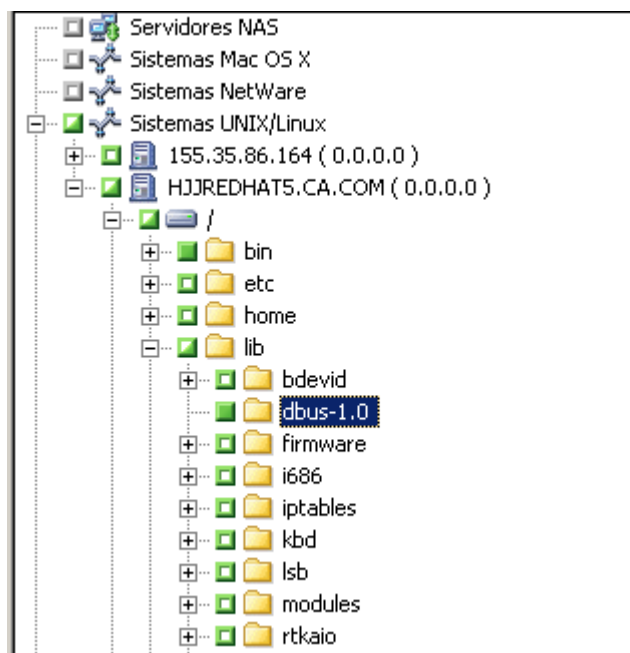 Servidores NAS
Sistemas Mac OS X
Sistemas NetWare
Sistemas UNIX/Linux
155.35.86.164 ( 0.0.0.0 )
HJJREDHAT5.CA.COM ( 0.0.0.0 )
/
bin
etc
home
lib
bdevid
dbus-1.0
firmware
i686
iptables
kbd
lsb
modules
rtkaio